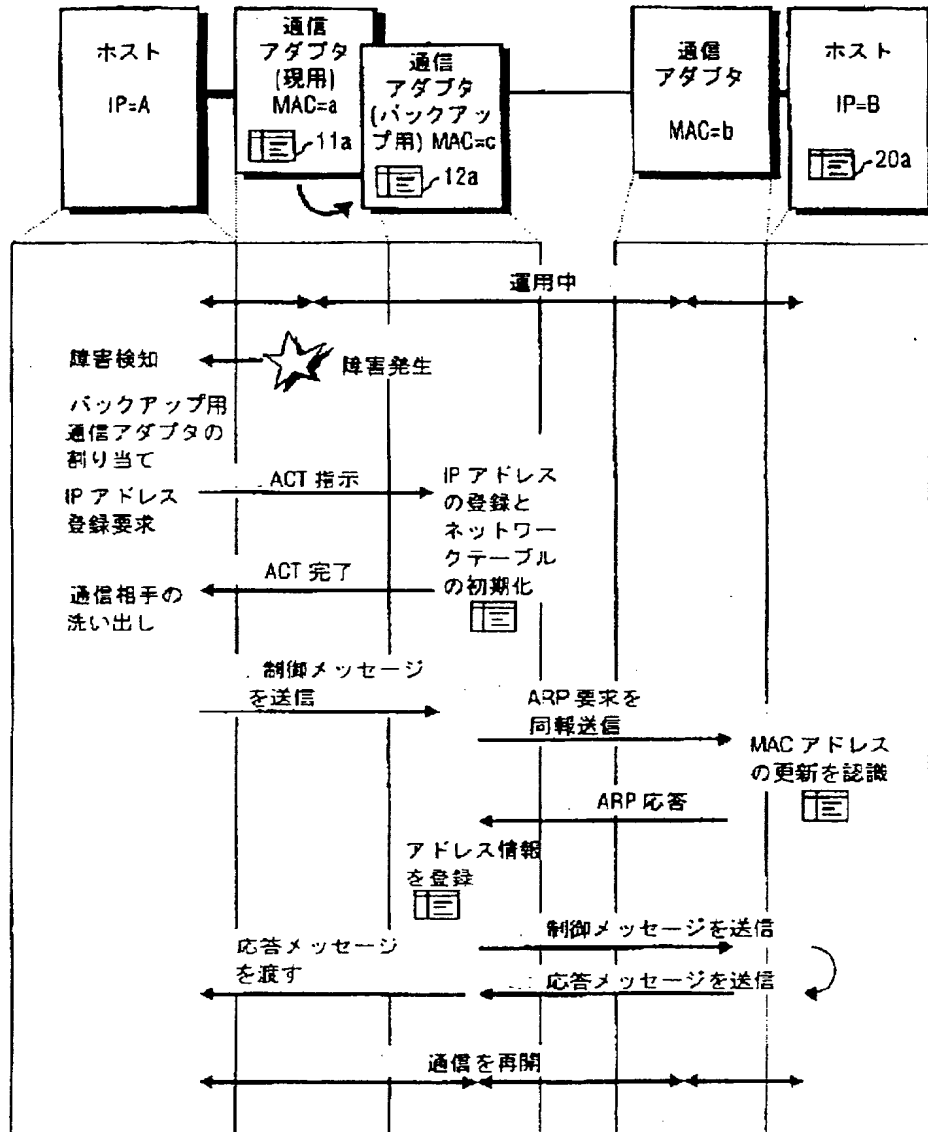 ホスト
IP=A
通信
アダプタ
(現用)
MAC=a
11a
通信
アダプタ
(バックアッ
プ用) MAC=c
12a
通信
アダプタ
MAC=b
ホスト
IP=B
20a
運用中
障害検知
障害発生
バックアップ用
通信アダプタの
割り当て
IPアドレス
登録要求
ACT 指示
IPアドレス
の登録と
ネットワー
クテーブル
の初期化
ACT 完了
通信相手の
洗い出し
制御メッセージ
を送信
ARP 要求を
同報送信
MAC アドレス
の更新を認識
ARP 応答
アドレス情報
を登録
制御メッセージを送信
応答メッセージ
を渡す
応答メッセージを送信
通信を再開